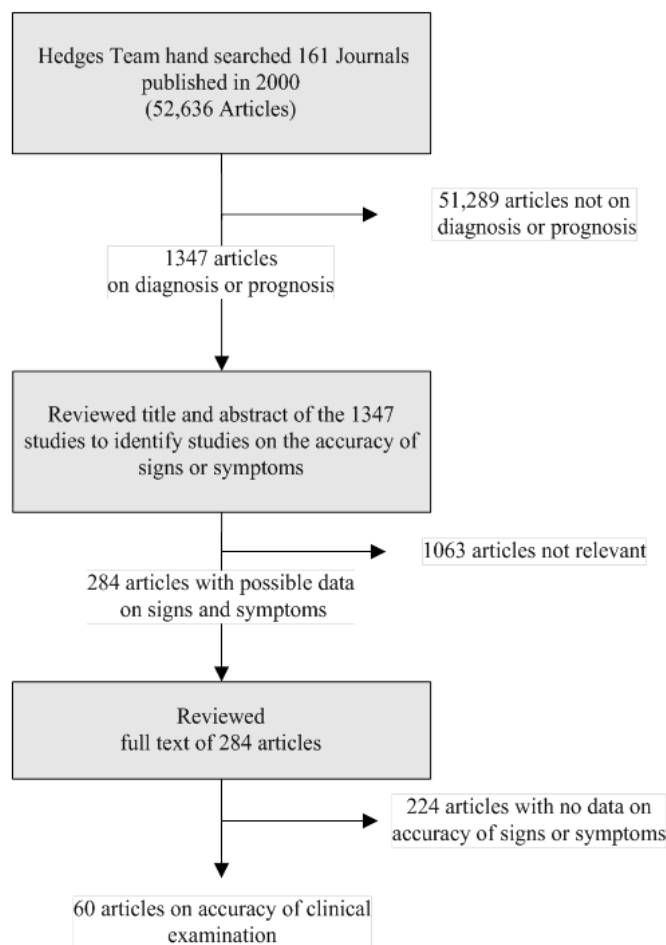 Hedges Team hand searched 161 Journals
published in 2000
(52,636 Articles)
51,289 articles not on
diagnosis or prognosis
1347 articles
on diagnosis or prognosis
Reviewed title and abstract of the 1347
studies to identify studies on the accuracy of
signs or symptoms
1063 articles not relevant
284 articles with possible data
on signs and symptoms
Reviewed
full text of 284 articles
224 articles with no data on
accuracy of signs or symptoms
60 articles on accuracy of clinical
examination